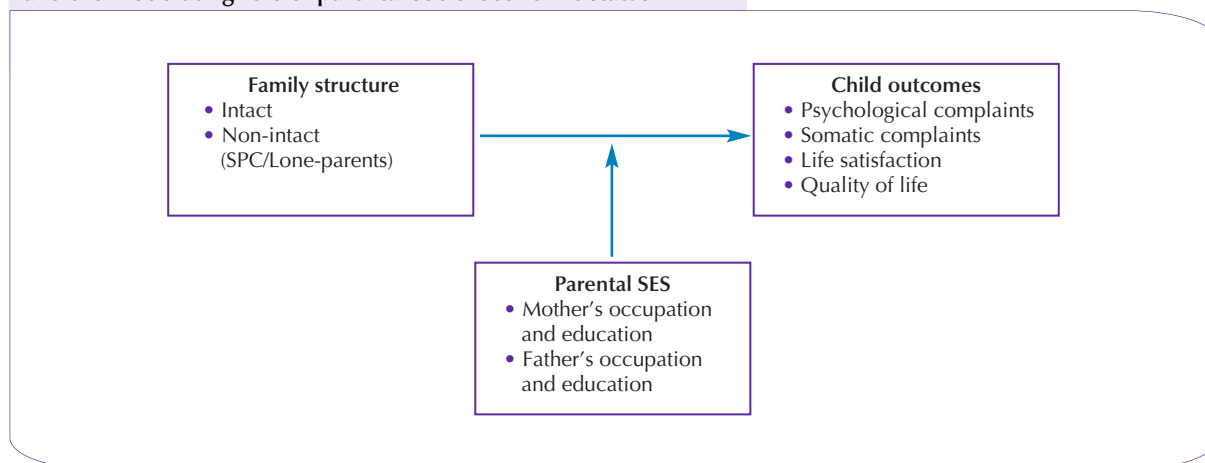 Family structure
• Intact
• Non-intact
(SPC/Lone-parents)
Child outcomes
• Psychological complaints
• Somatic complaints
• Life satisfaction
• Quality of life
Parental SES
• Mother’s occupation
and education
• Father’s occupation
and education